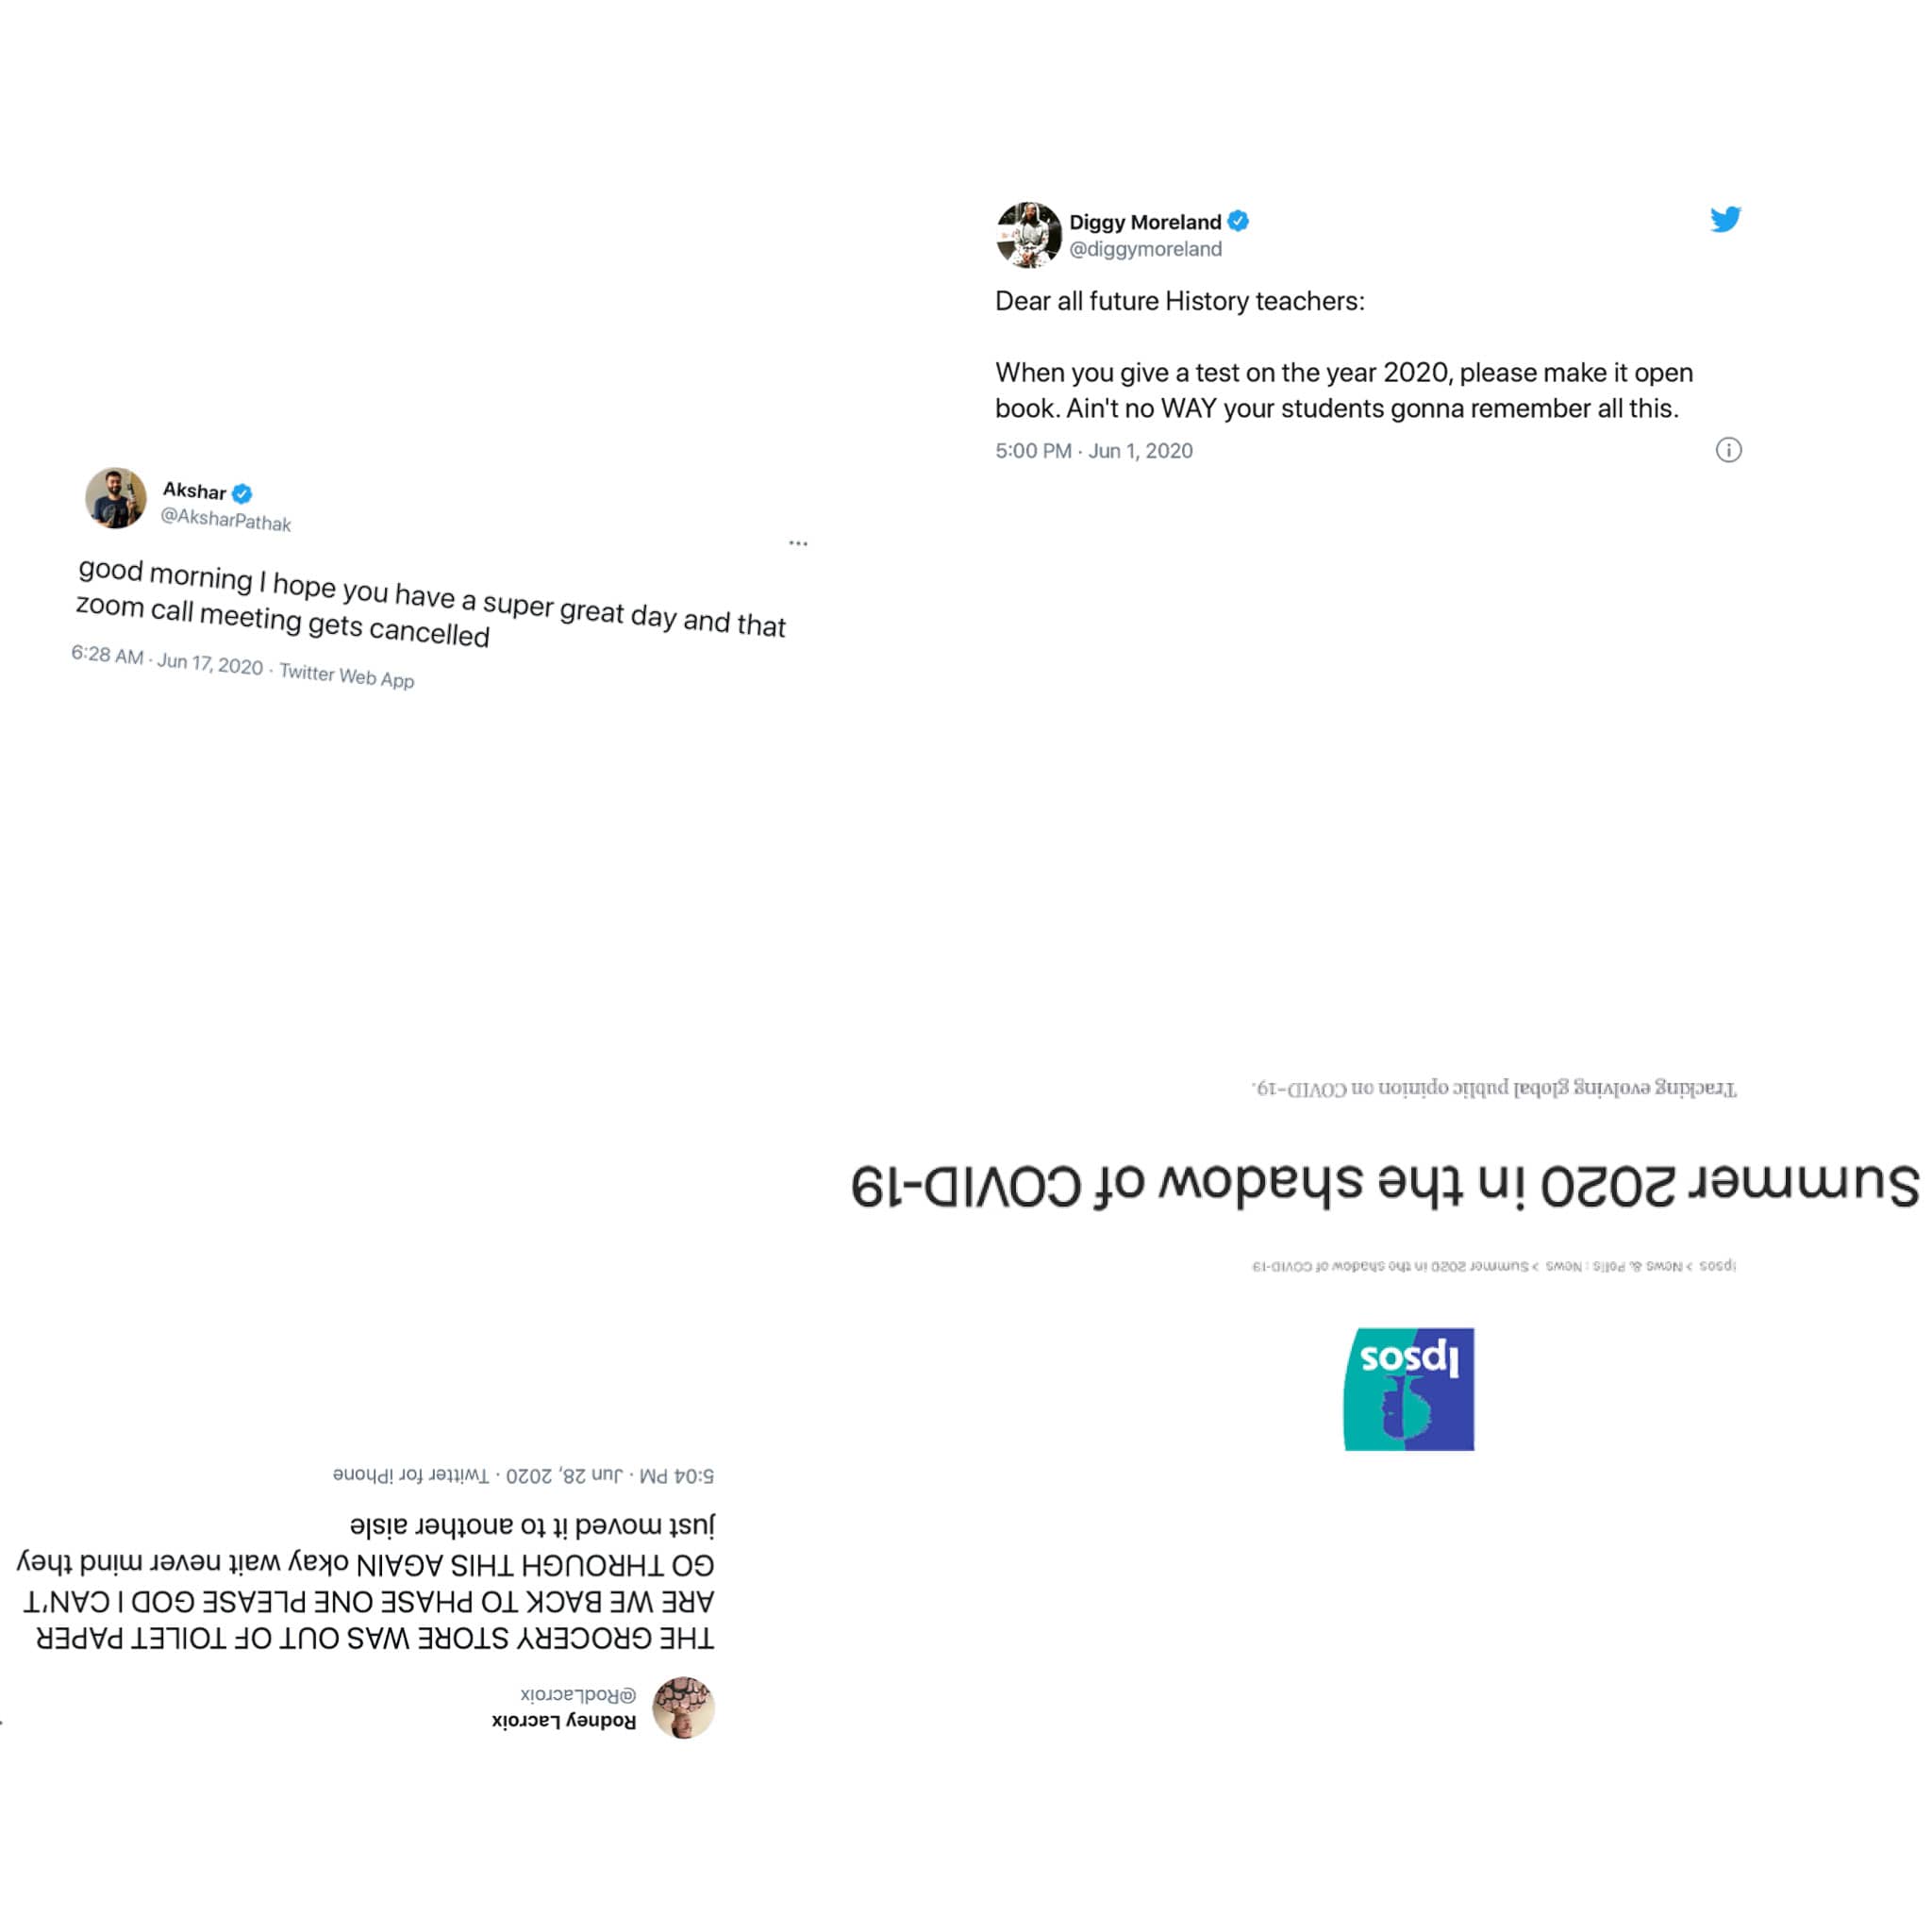 Diggy Moreland
@diggymoreland
Dear all future History teachers:
When you give a test on the year 2020, please make it open
book. Ain't no WAY your students gonna remember all this.
5:00 PM · Jun 1, 2020
Akshar
@AksharPathak
good morning I hope you have a super great day and that
zoom call meeting gets cancelled
6:28 AM · Jun 17, 2020 · Twitter Web App
Ipsos
ipsos > News & Polls : News > Summer 2020 in the shadow of COVID-19
Summer 2020 in the shadow of COVID-19
Tracking evolving global public opinion on COVID-19.
Rodney Lacroix
@RodLacroix
THE GROCERY STORE WAS OUT OF TOILET PAPER
ARE WE BACK TO PHASE ONE PLEASE GOD I CAN'T
GO THROUGH THIS AGAIN okay wait never mind they
just moved it to another aisle
5:04 PM · Jun 28, 2020 · Twitter for iPhone